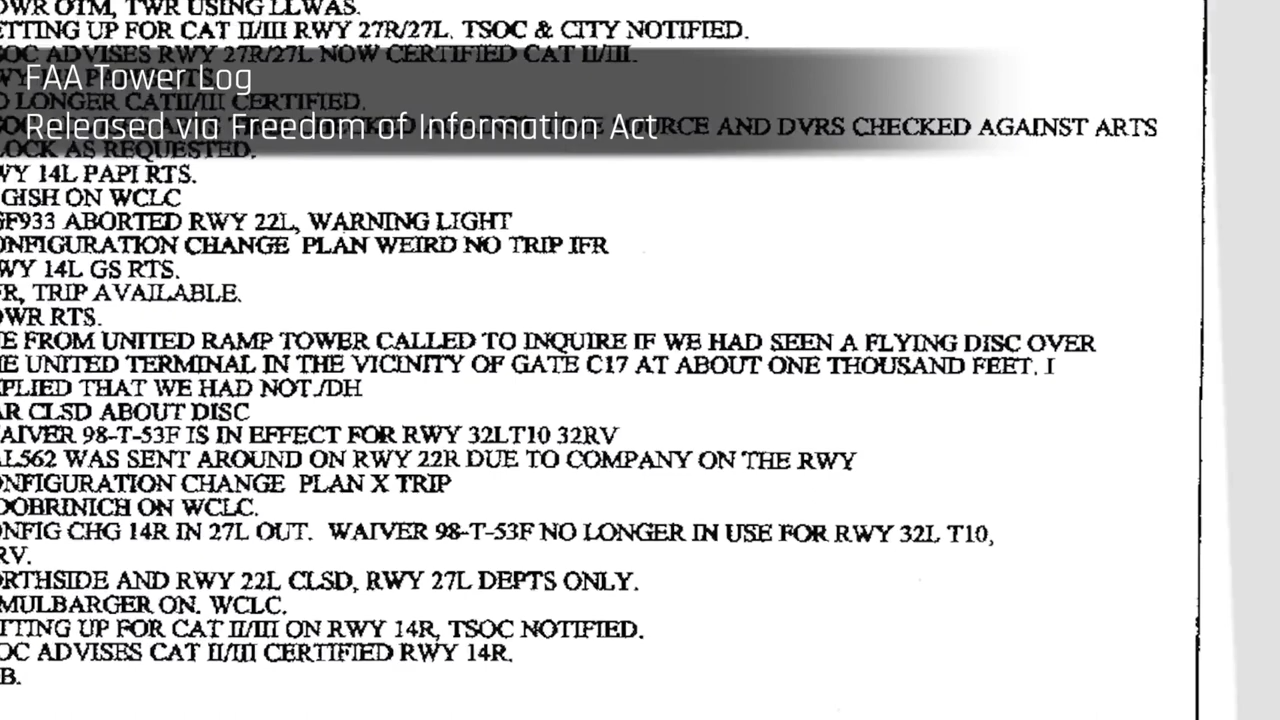 OWR OTM, TWR USING LLWAS.
ETTING UP FOR CAT II/III RWY 27R/27L. TSOC & CITY NOTIFIED.
SOC ADVISES RWY 27R/27L NOW CERTIFIED CAT II/III.
FAA Tower Log
O LONGER CATII/III CERTIFIED.
Released via Freedom of Information Act
URCE AND DVRS CHECKED AGAINST ARTS
LOCK AS REQUESTED.
WY 14L PAPI RTS.
GISH ON WCLC
GF933 ABORTED RWY 22L, WARNING LIGHT
ONFIGURATION CHANGE PLAN WEIRD NO TRIP IFR
WY 14L GS RTS.
FR, TRIP AVAILABLE.
OWR RTS.
E FROM UNITED RAMP TOWER CALLED TO INQUIRE IF WE HAD SEEN A FLYING DISC OVER
HE UNITED TERMINAL IN THE VICINITY OF GATE C17 AT ABOUT ONE THOUSAND FEET. I
PLIED THAT WE HAD NOT./DH
AR CLSD ABOUT DISC
AIVER 98-T-53F IS IN EFFECT FOR RWY 32LT10 32RV
AL562 WAS SENT AROUND ON RWY 22R DUE TO COMPANY ON THE RWY
ONFIGURATION CHANGE PLAN X TRIP
DOBRINICH ON WCLC.
ONFIG CHG 14R IN 27L OUT. WAIVER 98-T-53F NO LONGER IN USE FOR RWY 32L T10,
RV.
ORTHSIDE AND RWY 22L CLSD, RWY 27L DEPTS ONLY.
MULBARGER ON. WCLC.
TTING UP FOR CAT II/III ON RWY 14R, TSOC NOTIFIED.
OC ADVISES CAT II/III CERTIFIED RWY 14R.
B.